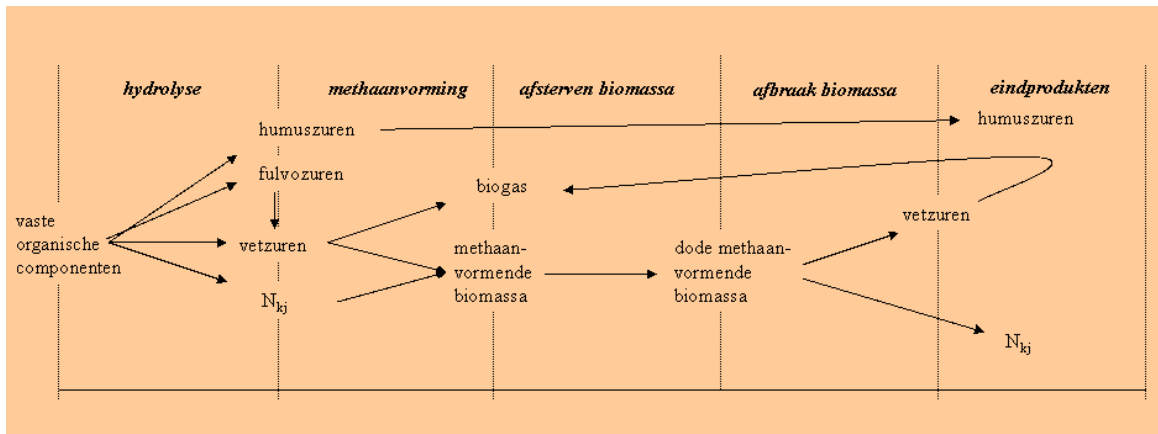 hydrolyse
methaanvorming
afsterven biomassa
afbraak biomassa
eindprodukten
humuszuren
humuszuren
fulvozuren
biogas
vaste
organische
componenten
vetzuren
vetzuren
methaan-
vormende
biomassa
dode methaan-
vormende
biomassa
Nkj
Nkj